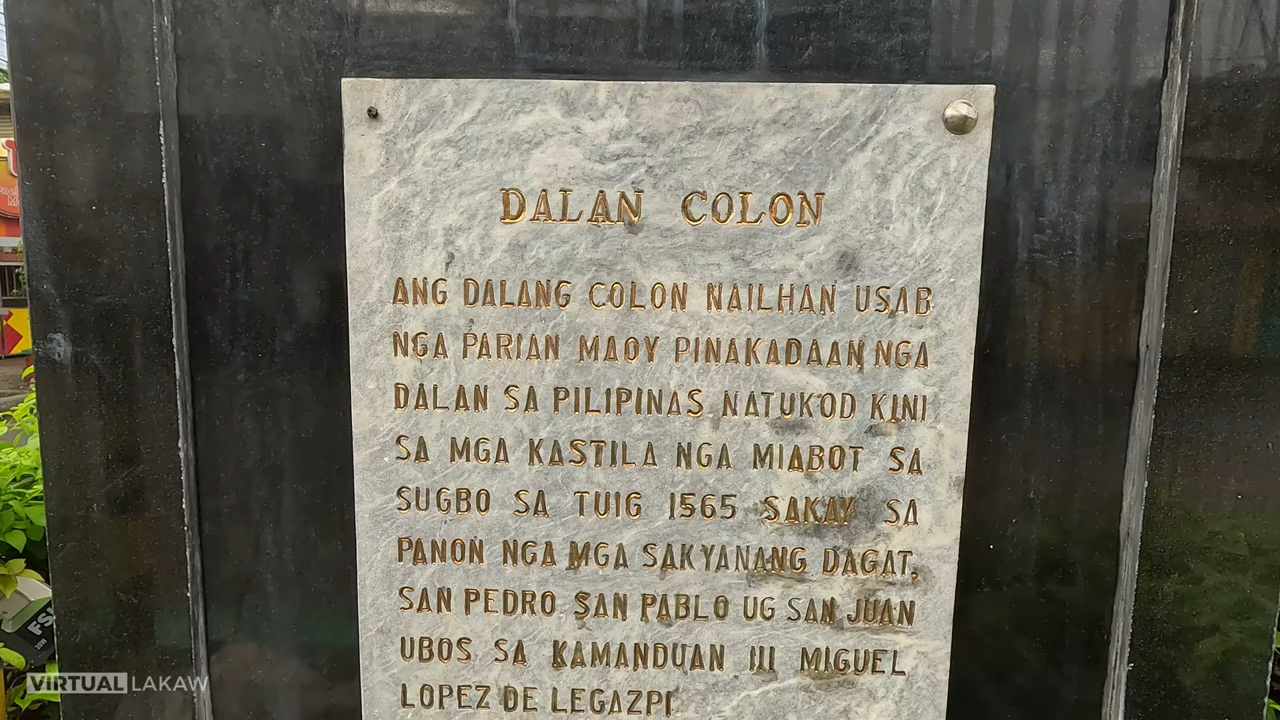 DALAN COLON
ANG DALANG COLON NAILHAN USAB
NGA PARIAN MAOY PINAKADAAN NGA
DALAN SA PILIPINAS NATUKOD KINI
SA MGA KASTILA NGA MIABOT SA
SUGBO SA TUIG 1565 SAKAY SA
PANON NGA MGA SAKYANANG DAGAT,
SAN PEDRO SAN PABLO UG SAN JUAN
UBOS SA KAMANDUAN III MIGUEL
LOPEZ DE LEGAZPI
VIRTUAL LAKAW